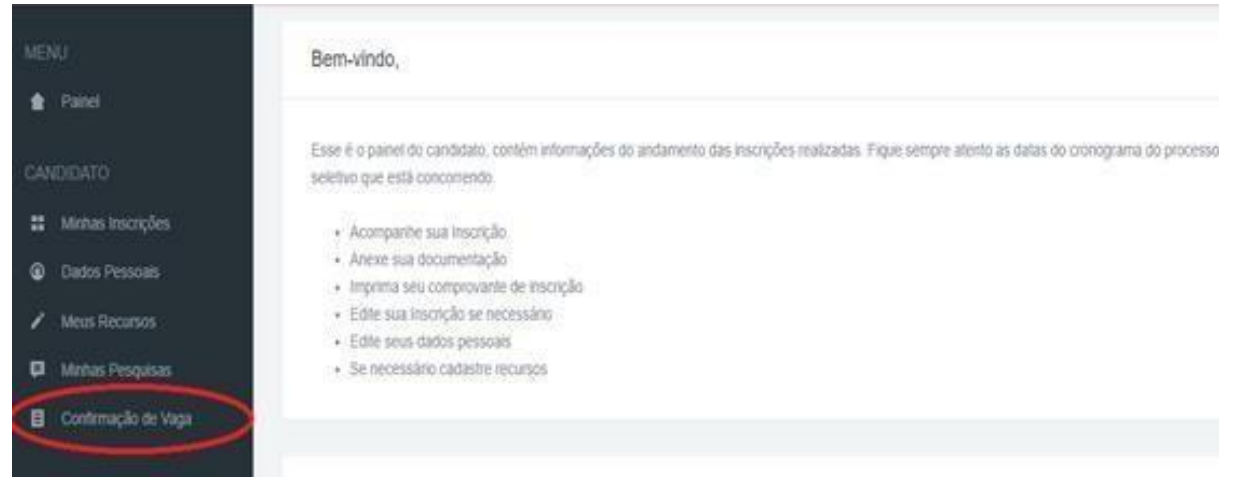 MENU
Painel
CANDIDATO
Minhas Inscrições
Dados Pessoais
Meus Recursos
Minhas Pesquisas
Confirmação de Vaga
Bem-vindo,
Esse é o painel do candidato, contém informações do andamento das inscrições realizadas. Fique sempre atento as datas do cronograma do processo
seletivo que está concorrendo.
• Acompanhe sua Inscrição
• Anexe sua documentação
• Imprima seu comprovante de inscrição
• Edite sua Inscrição se necessário
• Edite seus dados pessoais
• Se necessário cadastre recursos